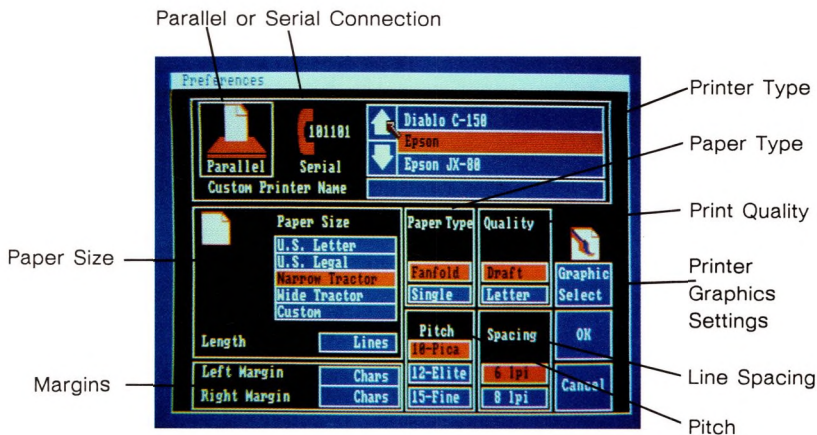 Parallel or Serial Connection
Preferences
Printer Type
101101
Diablo C-150
Epson
Epson JX-80
Parallel
Serial
Custom Printer Name
Paper Type
Print Quality
Paper Size
Paper Size
U.S. Letter
U.S. Legal
Narrow Tractor
Wide Tractor
Custom
Length
Lines
Paper Type
Fanfold
Single
Quality
Draft
Letter
Graphic
Select
Printer
Graphics
Settings
Pitch
10-Pica
12-Elite
15-Fine
Spacing
6 lpi
8 lpi
OK
Cancel
Margins
Left Margin
Chars
Right Margin
Chars
Line Spacing
Pitch